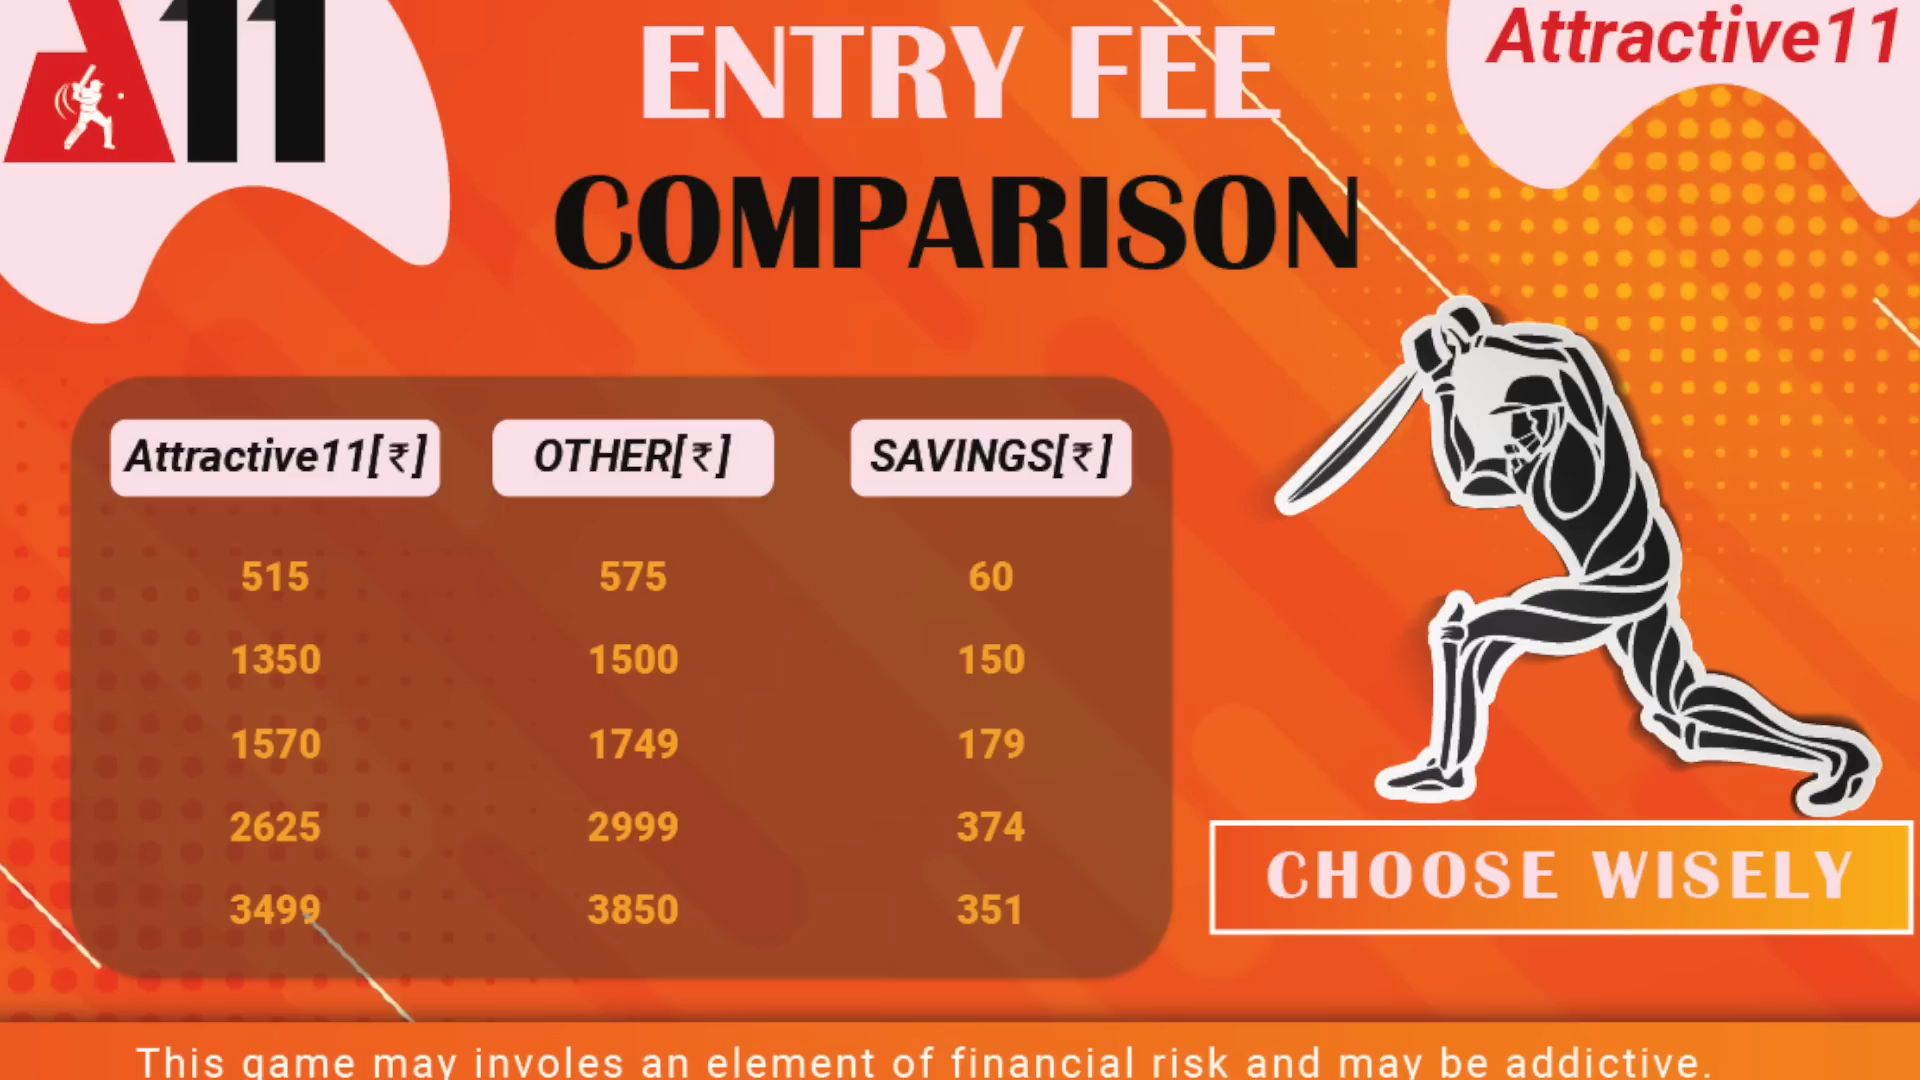 A11
Attractive11
ENTRY FEE
COMPARISON
Attractive11[₹] OTHER[₹] SAVINGS[₹]
515 575 60
1350 1500 150
1570 1749 179
2625 2999 374
3499 3850 351
CHOOSE WISELY
This game may involes an element of financial risk and may be addictive.